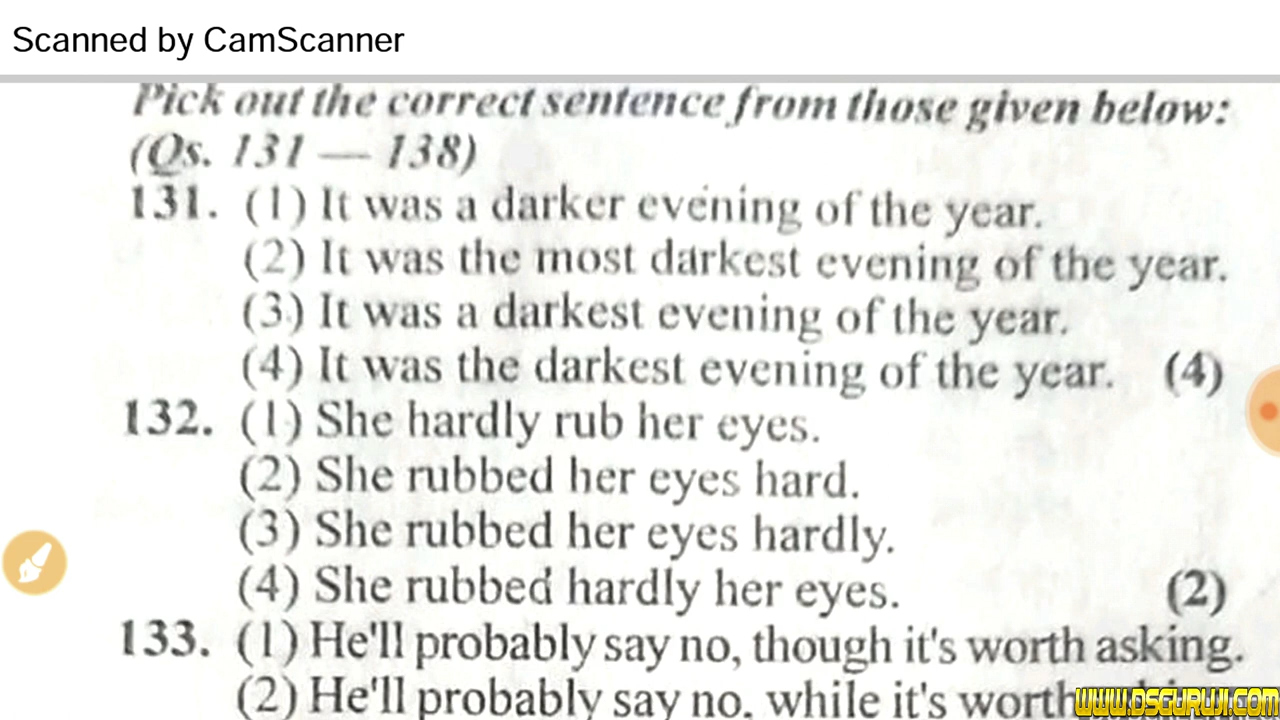 Scanned by CamScanner
Pick out the correct sentence from those given below:
(Qs. 131 — 138)
131. (1) It was a darker evening of the year.
(2) It was the most darkest evening of the year.
(3) It was a darkest evening of the year.
(4) It was the darkest evening of the year. (4)
132. (1) She hardly rub her eyes.
(2) She rubbed her eyes hard.
(3) She rubbed her eyes hardly.
(4) She rubbed hardly her eyes. (2)
133. (1) He'll probably say no, though it's worth asking.
(2) He'll probably say no, while it's worth
WWW.DSGURUJI.COM